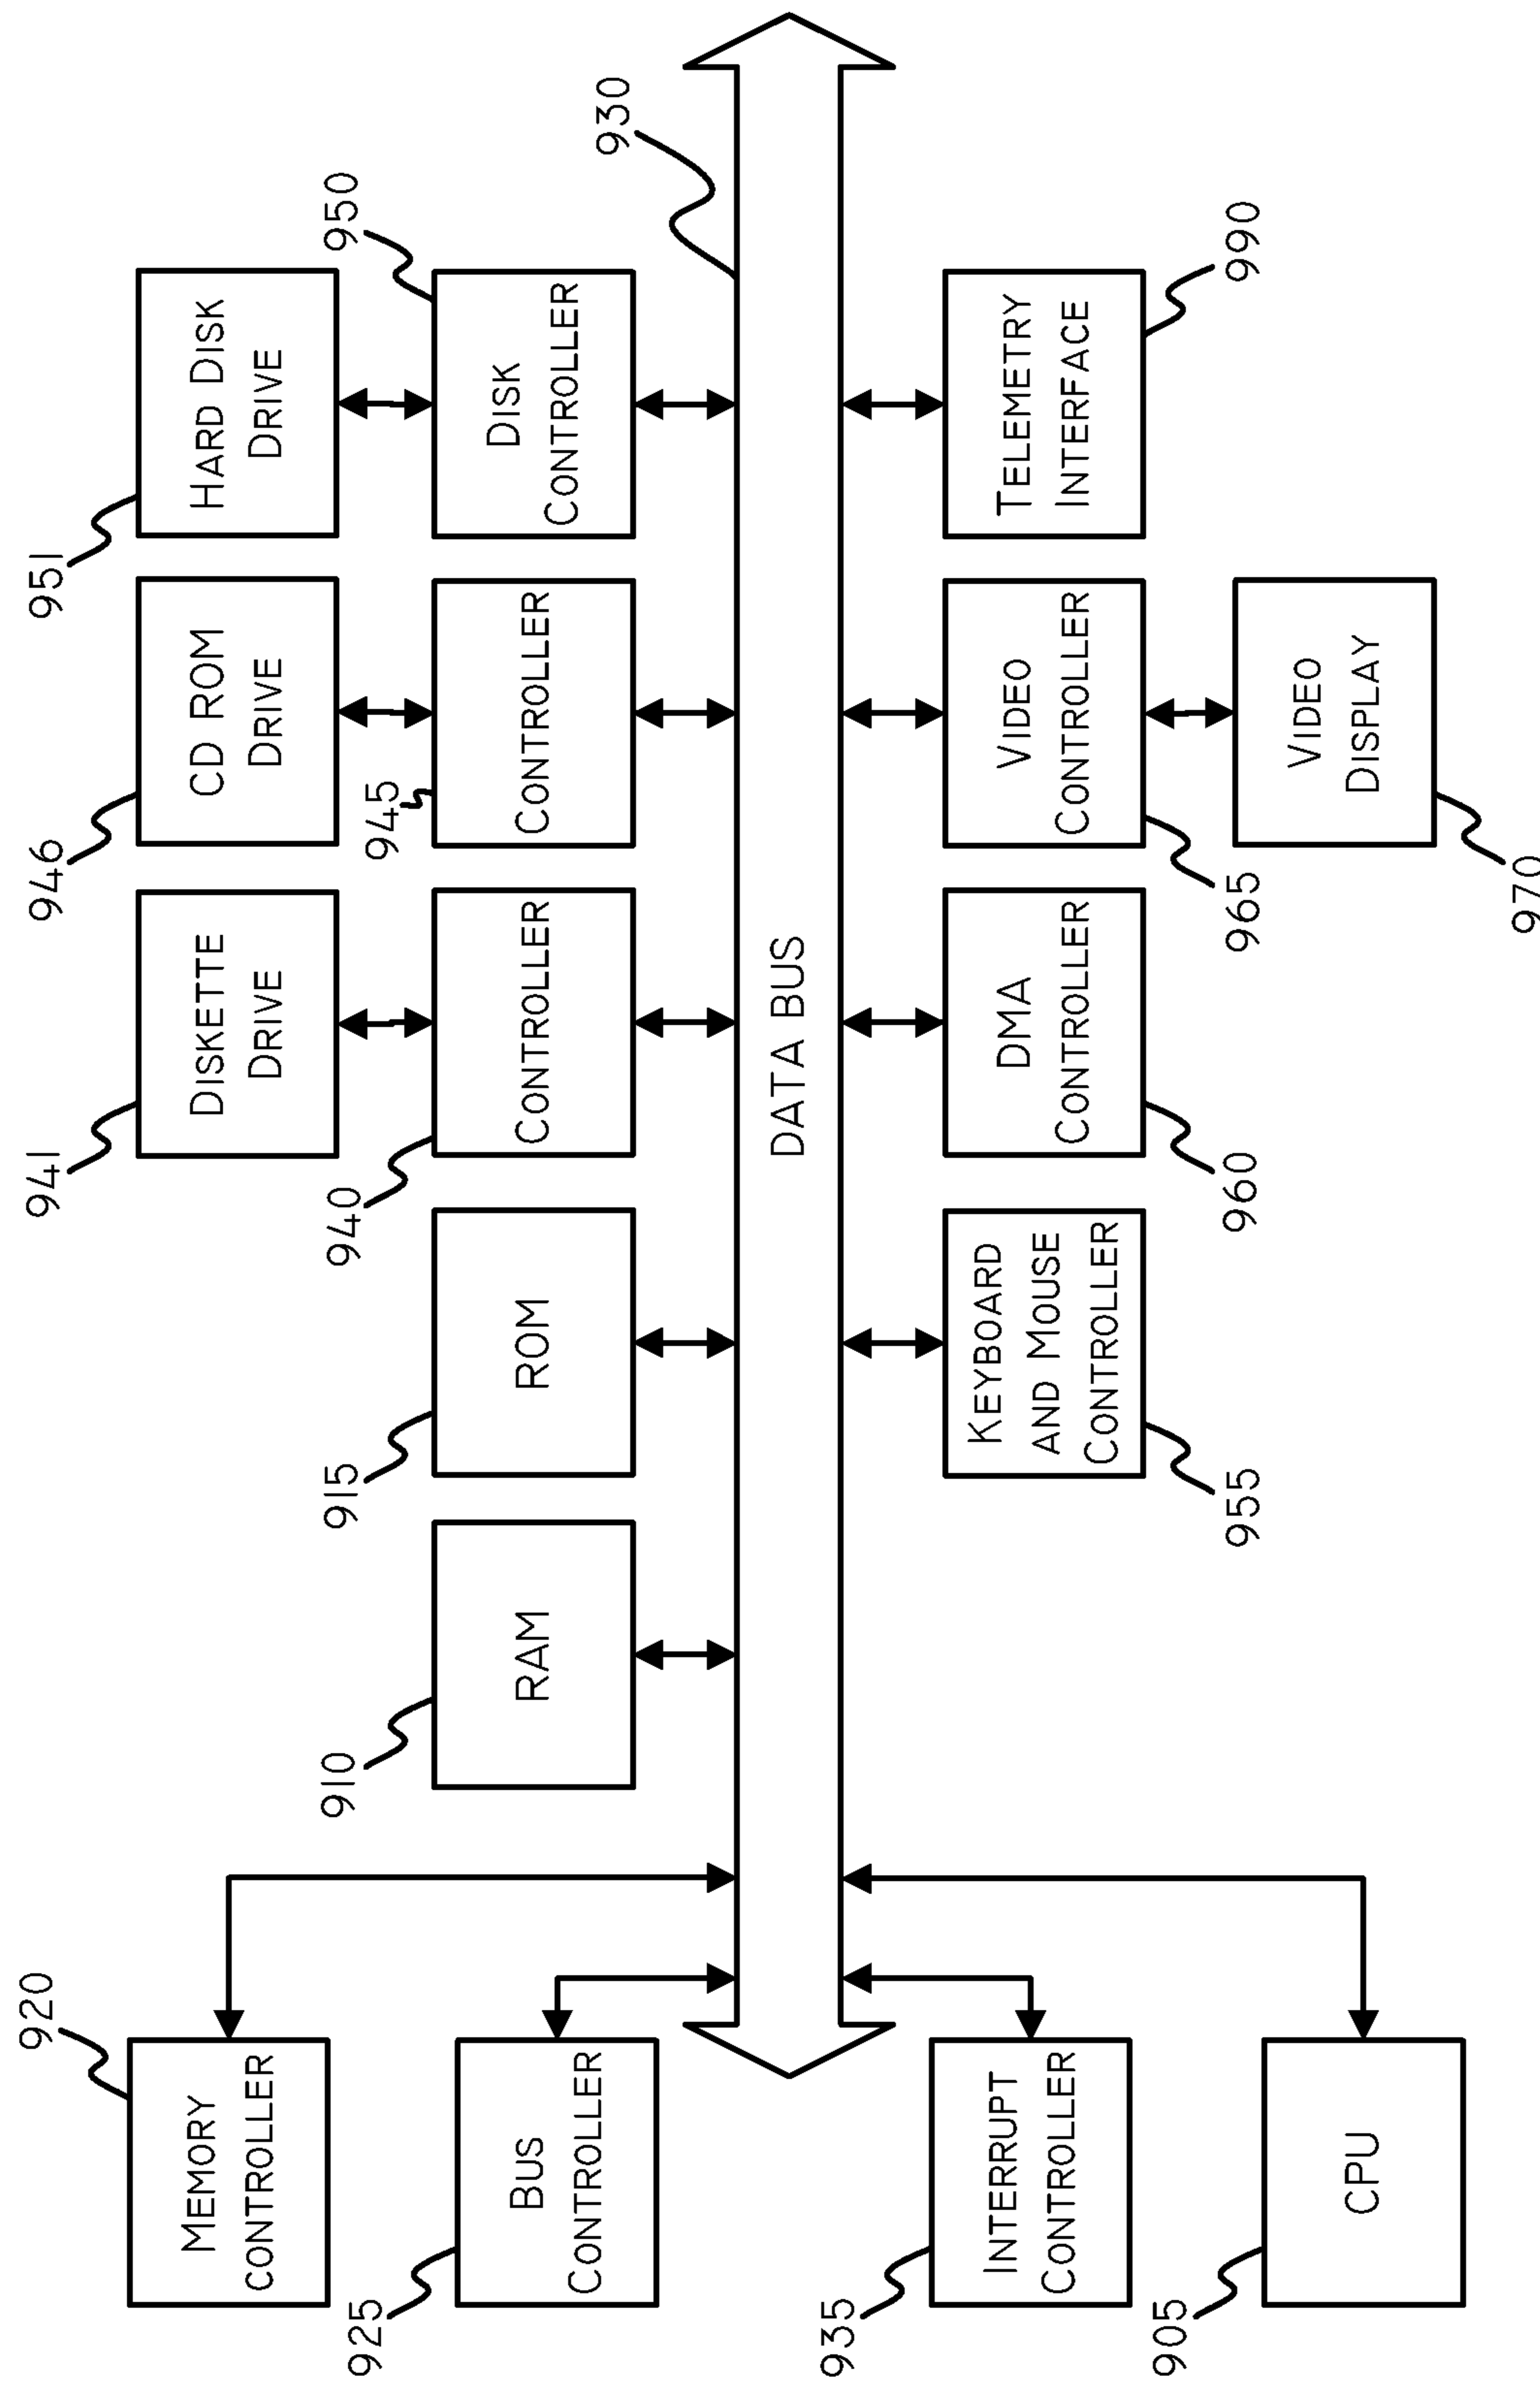 920
MEMORY
CONTROLLER
925
BUS
CONTROLLER
935
INTERRUPT
CONTROLLER
905
CPU
910
RAM
915
ROM
941
DISKETTE
DRIVE
940
CONTROLLER
946
CD ROM
DRIVE
945
CONTROLLER
951
HARD DISK
DRIVE
950
DISK
CONTROLLER
930
DATA BUS
KEYBOARD
AND MOUSE
CONTROLLER
955
DMA
CONTROLLER
960
VIDEO
CONTROLLER
965
VIDEO
DISPLAY
970
TELEMETRY
INTERFACE
990